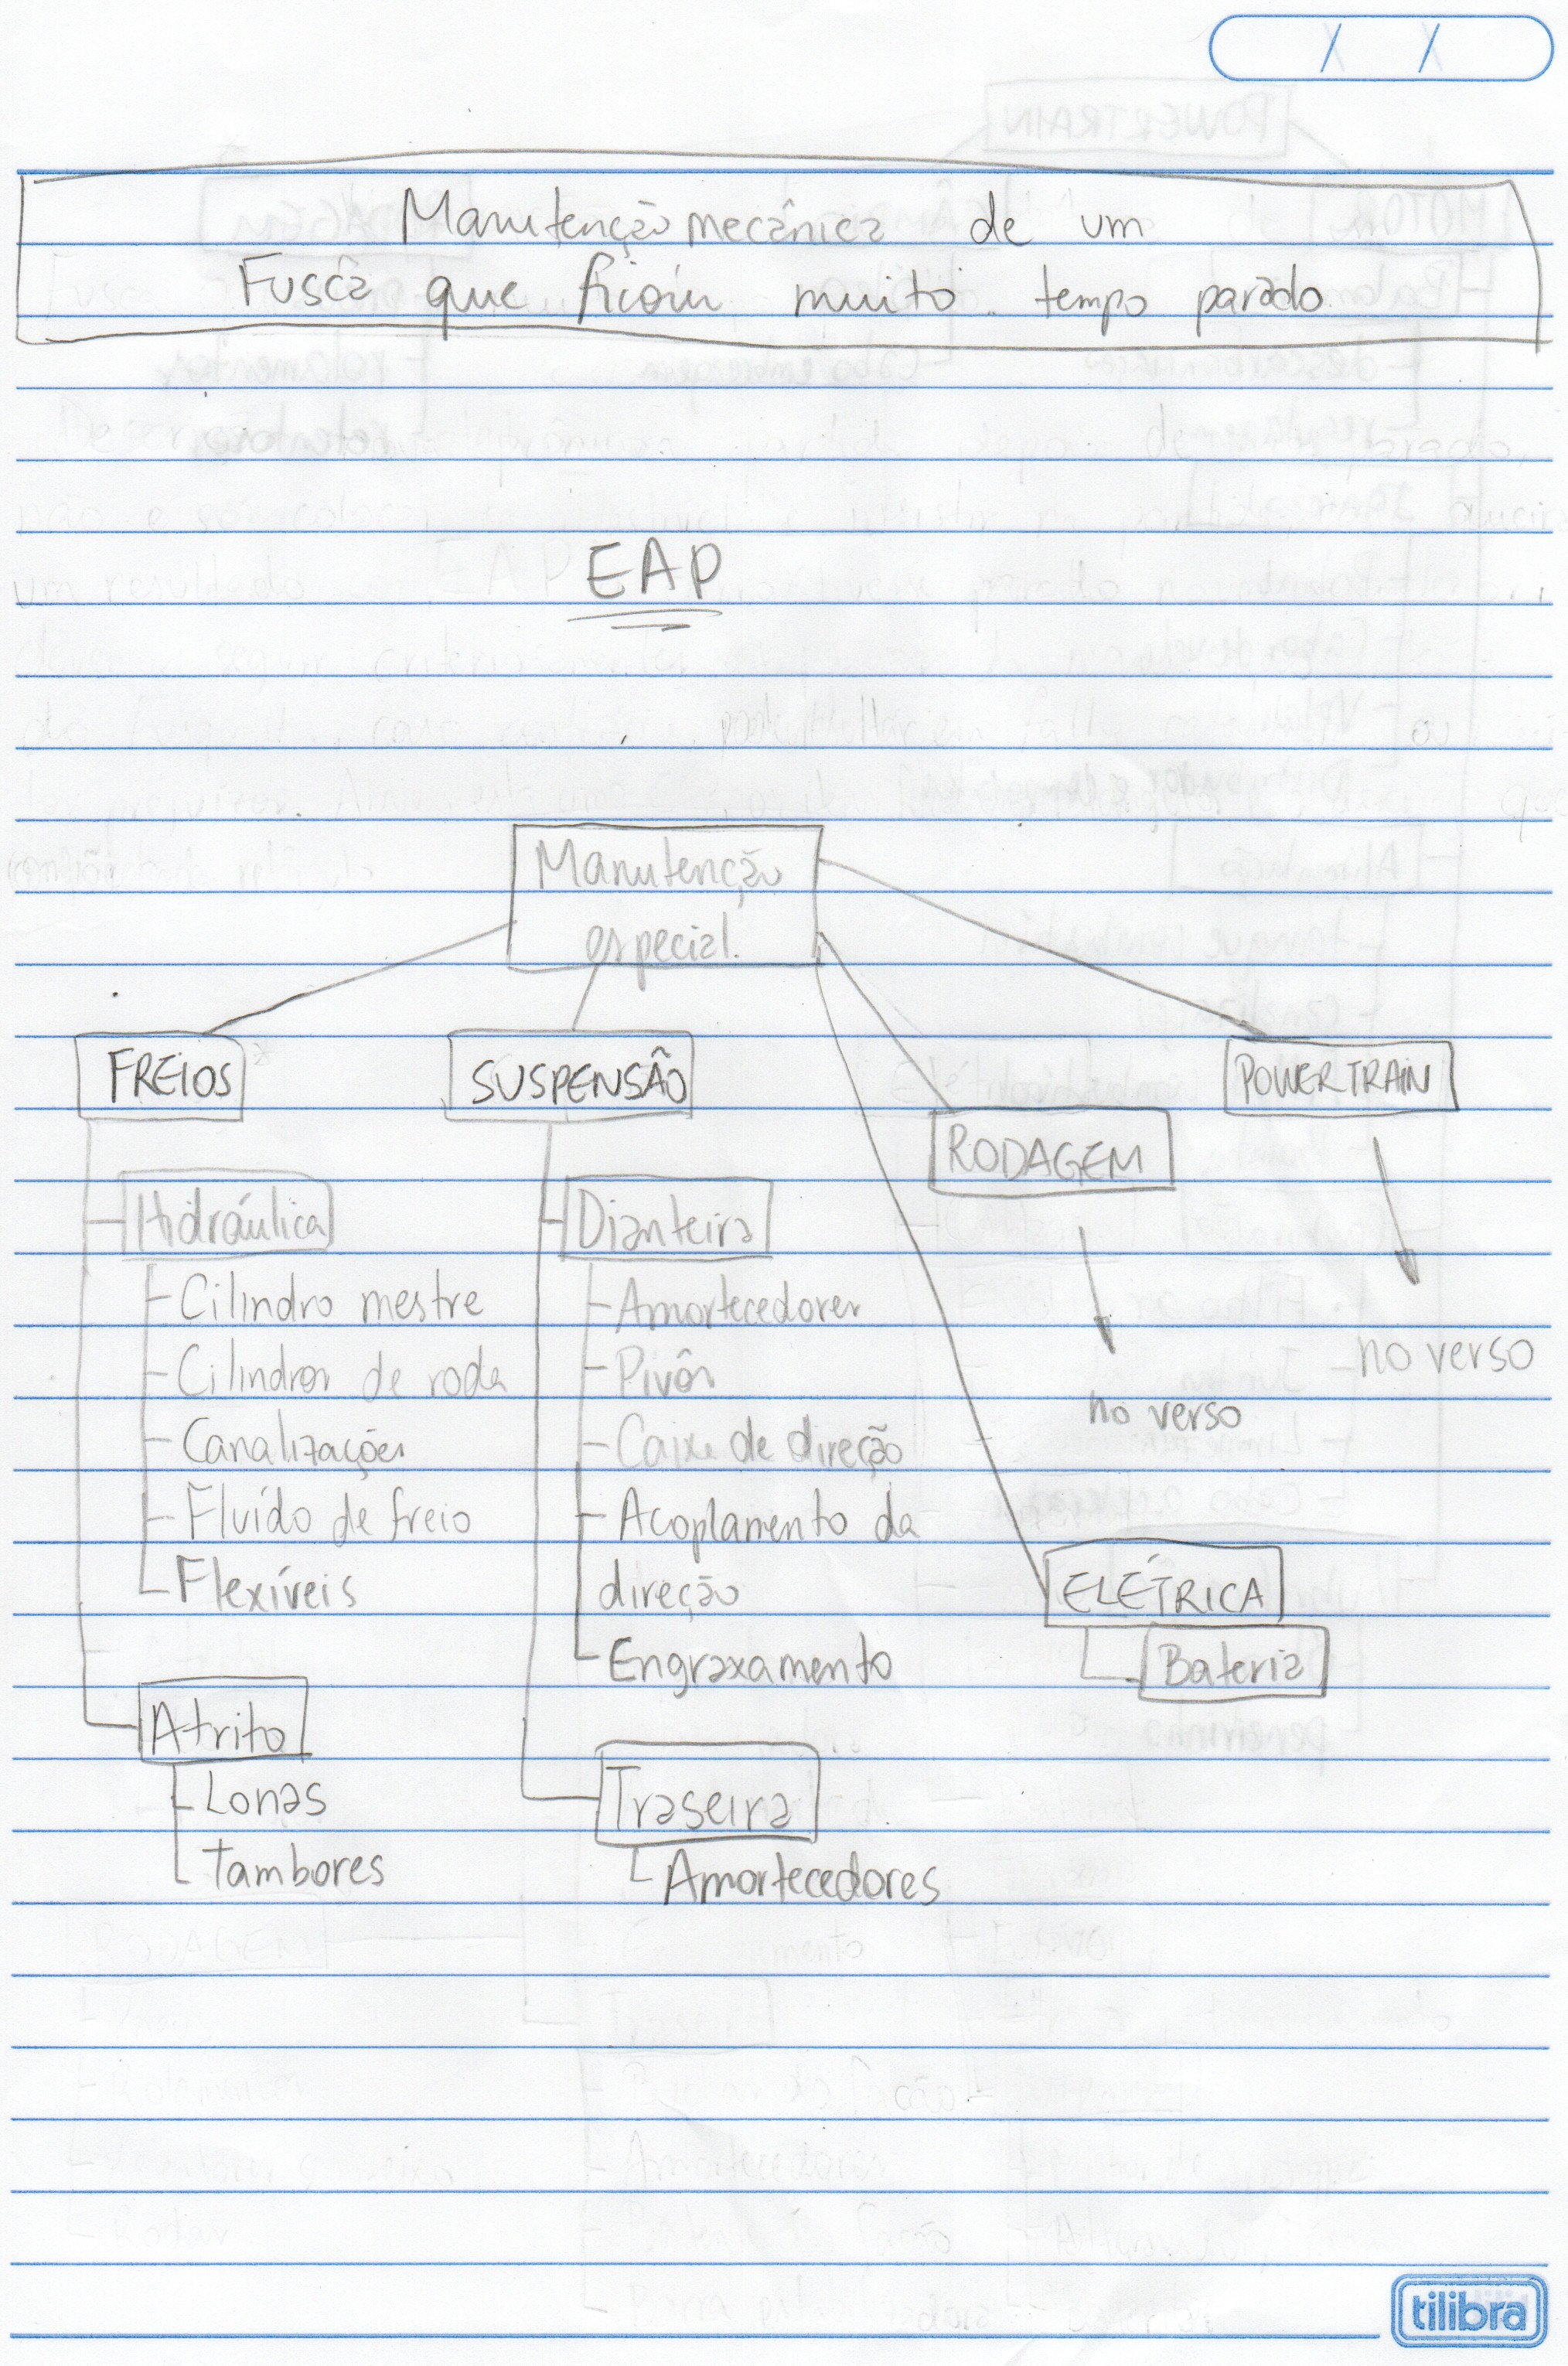 Manutenção mecânica de um
Fusca que ficou muito tempo parado
EAP
Manutenção
especial.
FREIOS
SUSPENSÃO
RODAGEM
POWERTRAIN
Hidráulica
Cilindro mestre
Cilindros de roda
Canalizações
Fluído de freio
Flexíveis
Atrito
Lonas
Tambores
Dianteira
Amortecedores
Pivôs
Caixa de direção
Acoplamento da
direção
Engraxamento
Traseira
Amortecedores
no verso
no verso
ELÉTRICA
Bateria
tilibra